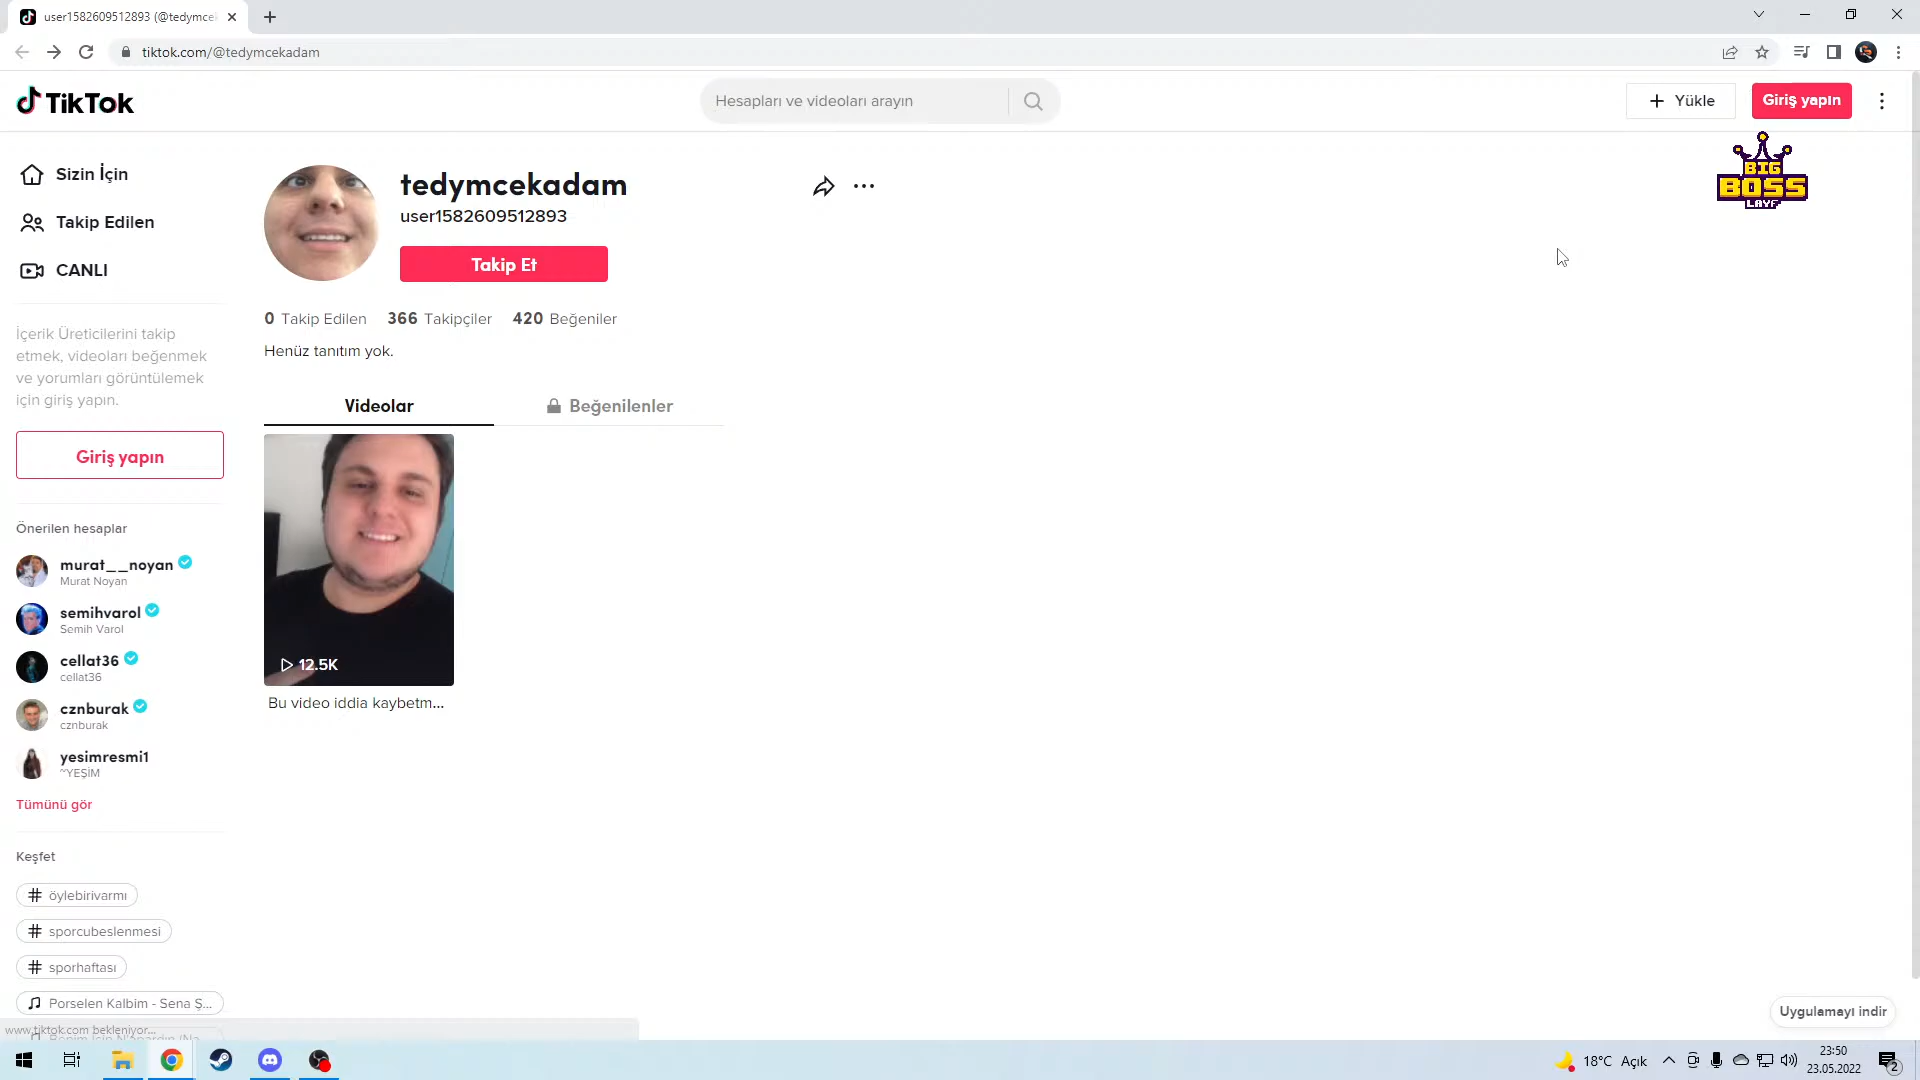 user1582609512893 (@tedymcek
tiktok.com/@tedymcekadam
TikTok
Hesapları ve videoları arayın
Yükle
Giriş yapın
BIG
BOSS
LAYF
Sizin İçin
Takip Edilen
CANLI
tedymcekadam
user1582609512893
Takip Et
0 Takip Edilen 366 Takipçiler 420 Beğeniler
Henüz tanıtım yok.
İçerik Üreticilerini takip
etmek, videoları beğenmek
ve yorumları görüntülemek
için giriş yapın.
Giriş yapın
Videolar
Beğenilenler
12.5K
Bu video iddia kaybetm...
Önerilen hesaplar
murat__noyan
Murat Noyan
semihvarol
Semih Varol
cellat36
cellat36
cznburak
cznburak
yesimresmi1
~YEŞİM
Tümünü gör
Keşfet
# öylebirivarmı
# sporcubeslenmesi
# sporhaftası
Porselen Kalbim - Sena Ş...
www.tiktok.com bekleniyor...
Uygulamayı indir
18°C Açık
23:50
23.05.2022
2